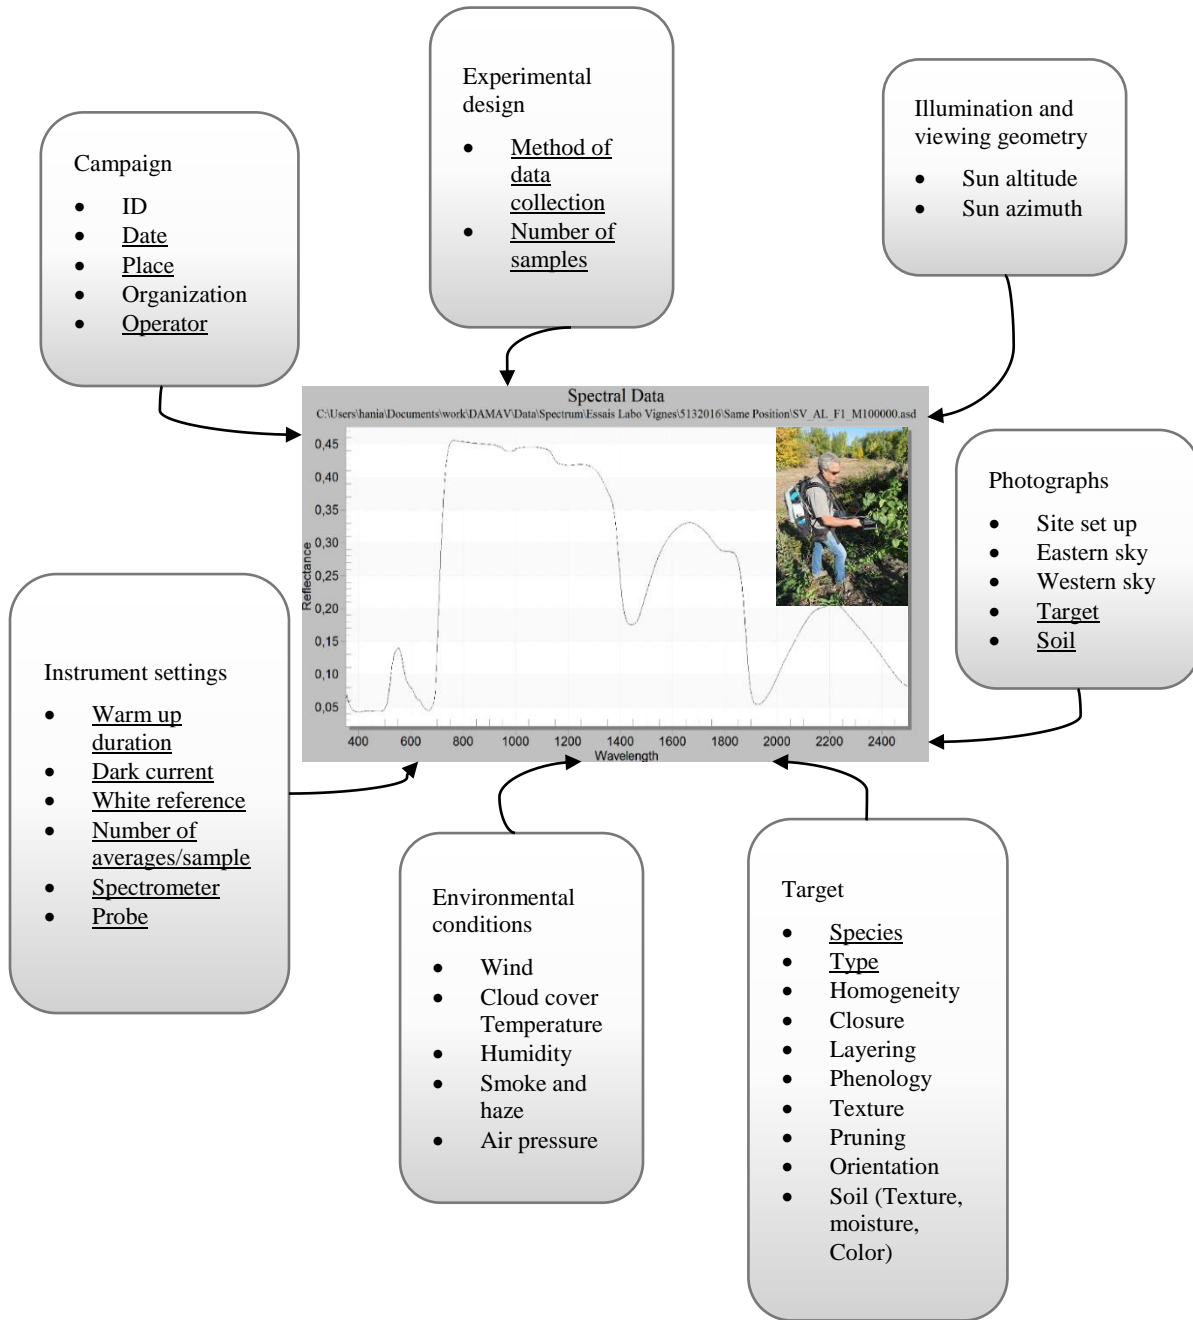 Experimental
design
• Method of
data
collection
• Number of
samples
Illumination and
viewing geometry
• Sun altitude
• Sun azimuth
Campaign
• ID
• Date
• Place
• Organization
• Operator
Spectral Data
C:\Users\hania\Documents\work\DAMAV\Data\Spectrum\Essais Labo Vignes\5132016\Same Position\SV_AL_F1_M100000.asd
0,45
0,40
0,35
0,30
0,25
0,20
0,15
0,10
0,05
Reflectance
400 600 800 1000 1200 1400 1600 1800 2000 2200 2400
Wavelength
Photographs
• Site set up
• Eastern sky
• Western sky
• Target
• Soil
Instrument settings
• Warm up
duration
• Dark current
• White reference
• Number of
averages/sample
• Spectrometer
• Probe
Environmental
conditions
• Wind
• Cloud cover
Temperature
• Humidity
• Smoke and
haze
• Air pressure
Target
• Species
• Type
• Homogeneity
• Closure
• Layering
• Phenology
• Texture
• Pruning
• Orientation
• Soil (Texture,
moisture,
Color)